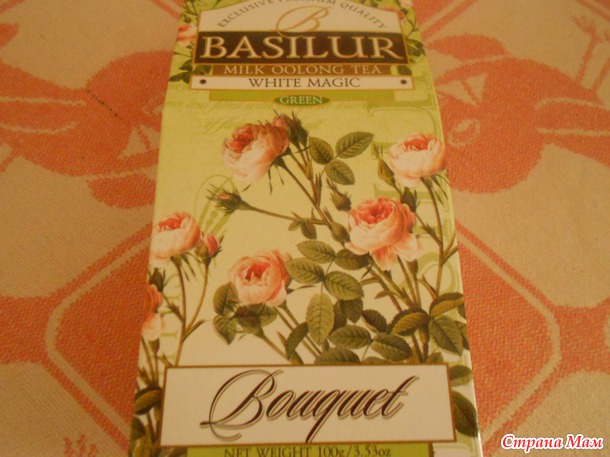 EXCLUSIVE PREMIUM QUALITY
B
BASILUR
MILK OOLONG TEA
WHITE MAGIC
GREEN
Bouquet
NET WEIGHT 100g/3.53oz
Страна Мам